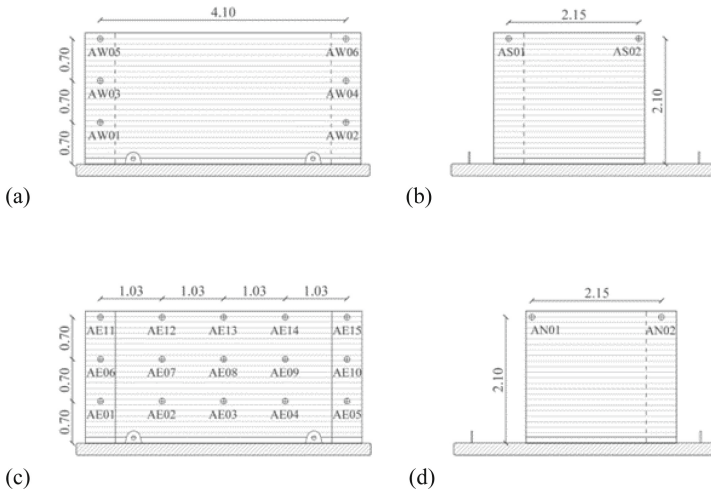 4.10
0.70
0.70
0.70
AW05
AW06
AW03
AW04
AW01
AW02
(a)
2.15
AS01
AS02
2.10
(b)
1.03 1.03 1.03 1.03
0.70
0.70
0.70
AE11 AE12 AE13 AE14 AE15
AE06 AE07 AE08 AE09 AE10
AE01 AE02 AE03 AE04 AE05
(c)
2.15
AN01
AN02
2.10
(d)